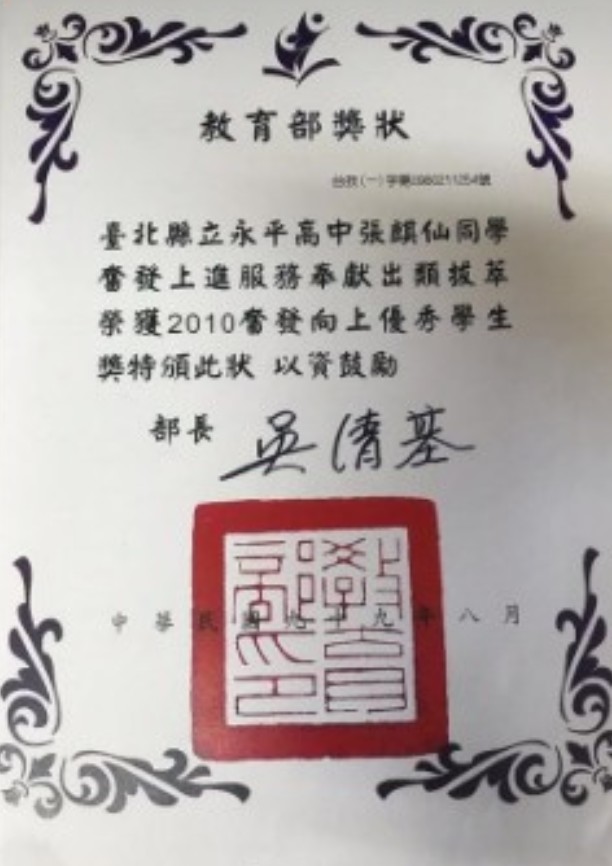 教育部獎狀
台技(一)字第0980211254號
臺北縣立永平高中張麒仙同學
奮發上進服務奉獻出類拔萃
榮獲2010奮發向上優秀學生
獎特頒此狀 以資鼓勵
部長 吳清基
中華民國九十九年八月